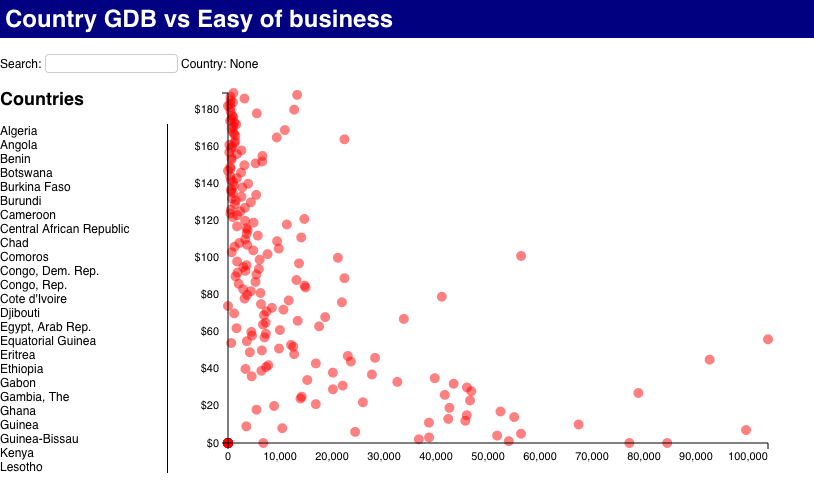 Country GDB vs Easy of business
Search: Country: None
Countries
Algeria
Angola
Benin
Botswana
Burkina Faso
Burundi
Cameroon
Central African Republic
Chad
Comoros
Congo, Dem. Rep.
Congo, Rep.
Cote d'Ivoire
Djibouti
Egypt, Arab Rep.
Equatorial Guinea
Eritrea
Ethiopia
Gabon
Gambia, The
Ghana
Guinea
Guinea-Bissau
Kenya
Lesotho
$180
$160
$140
$120
$100
$80
$60
$40
$20
$0
0 10,000 20,000 30,000 40,000 50,000 60,000 70,000 80,000 90,000 100,000